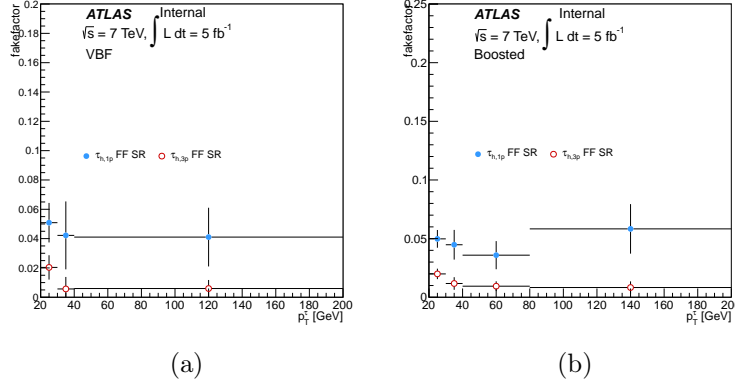 fakefactor
ATLAS Internal
√s = 7 TeV, ∫ L dt = 5 fb⁻¹
VBF
τh,1p FF SR τh,3p FF SR
0.2
0.18
0.16
0.14
0.12
0.1
0.08
0.06
0.04
0.02
0
20 40 60 80 100 120 140 160 180 200
pTτ [GeV]
(a)
fakefactor
ATLAS Internal
√s = 7 TeV, ∫ L dt = 5 fb⁻¹
Boosted
τh,1p FF SR τh,3p FF SR
0.25
0.2
0.15
0.1
0.05
0
20 40 60 80 100 120 140 160 180 200
pTτ [GeV]
(b)